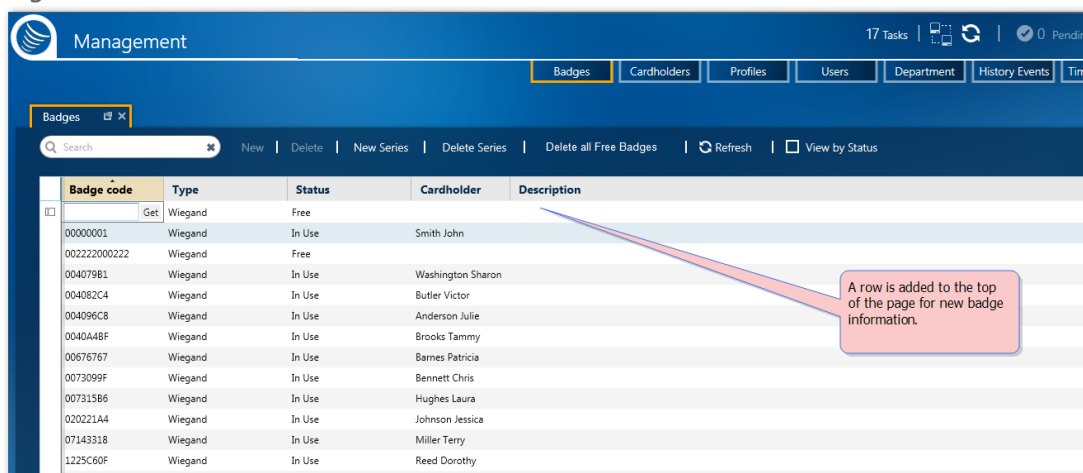 Management
17 Tasks | | 0 Pendin
Badges Cardholders Profiles Users Department History Events Tim
Badges
Search New | Delete | New Series | Delete Series | Delete all Free Badges | Refresh | View by Status
Badge code Type Status Cardholder Description
Get Wiegand Free
00000001 Wiegand In Use Smith John
002222000222 Wiegand Free
004079B1 Wiegand In Use Washington Sharon
004082C4 Wiegand In Use Butler Victor
004096C8 Wiegand In Use Anderson Julie
0040A4BF Wiegand In Use Brooks Tammy
00676767 Wiegand In Use Barnes Patricia
0073099F Wiegand In Use Bennett Chris
007315B6 Wiegand In Use Hughes Laura
020221A4 Wiegand In Use Johnson Jessica
07143318 Wiegand In Use Miller Terry
1225C60F Wiegand In Use Reed Dorothy
A row is added to the top
of the page for new badge
information.